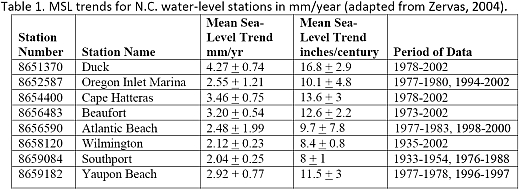 Table 1. MSL trends for N.C. water-level stations in mm/year (adapted from Zervas, 2004).
Station Number | Station Name | Mean Sea-Level Trend mm/yr | Mean Sea-Level Trend inches/century | Period of Data
8651370 | Duck | 4.27 ± 0.74 | 16.8 ± 2.9 | 1978-2002
8652587 | Oregon Inlet Marina | 2.55 ± 1.21 | 10.1 ± 4.8 | 1977-1980, 1994-2002
8654400 | Cape Hatteras | 3.46 ± 0.75 | 13.6 ± 3 | 1978-2002
8656483 | Beaufort | 3.20 ± 0.54 | 12.6 ± 2.2 | 1973-2002
8656590 | Atlantic Beach | 2.48 ± 1.99 | 9.7 ± 7.8 | 1977-1983, 1998-2000
8658120 | Wilmington | 2.12 ± 0.23 | 8.4 ± 0.8 | 1935-2002
8659084 | Southport | 2.04 ± 0.25 | 8 ± 1 | 1933-1954, 1976-1988
8659182 | Yaupon Beach | 2.92 ± 0.77 | 11.5 ± 3 | 1977-1978, 1996-1997